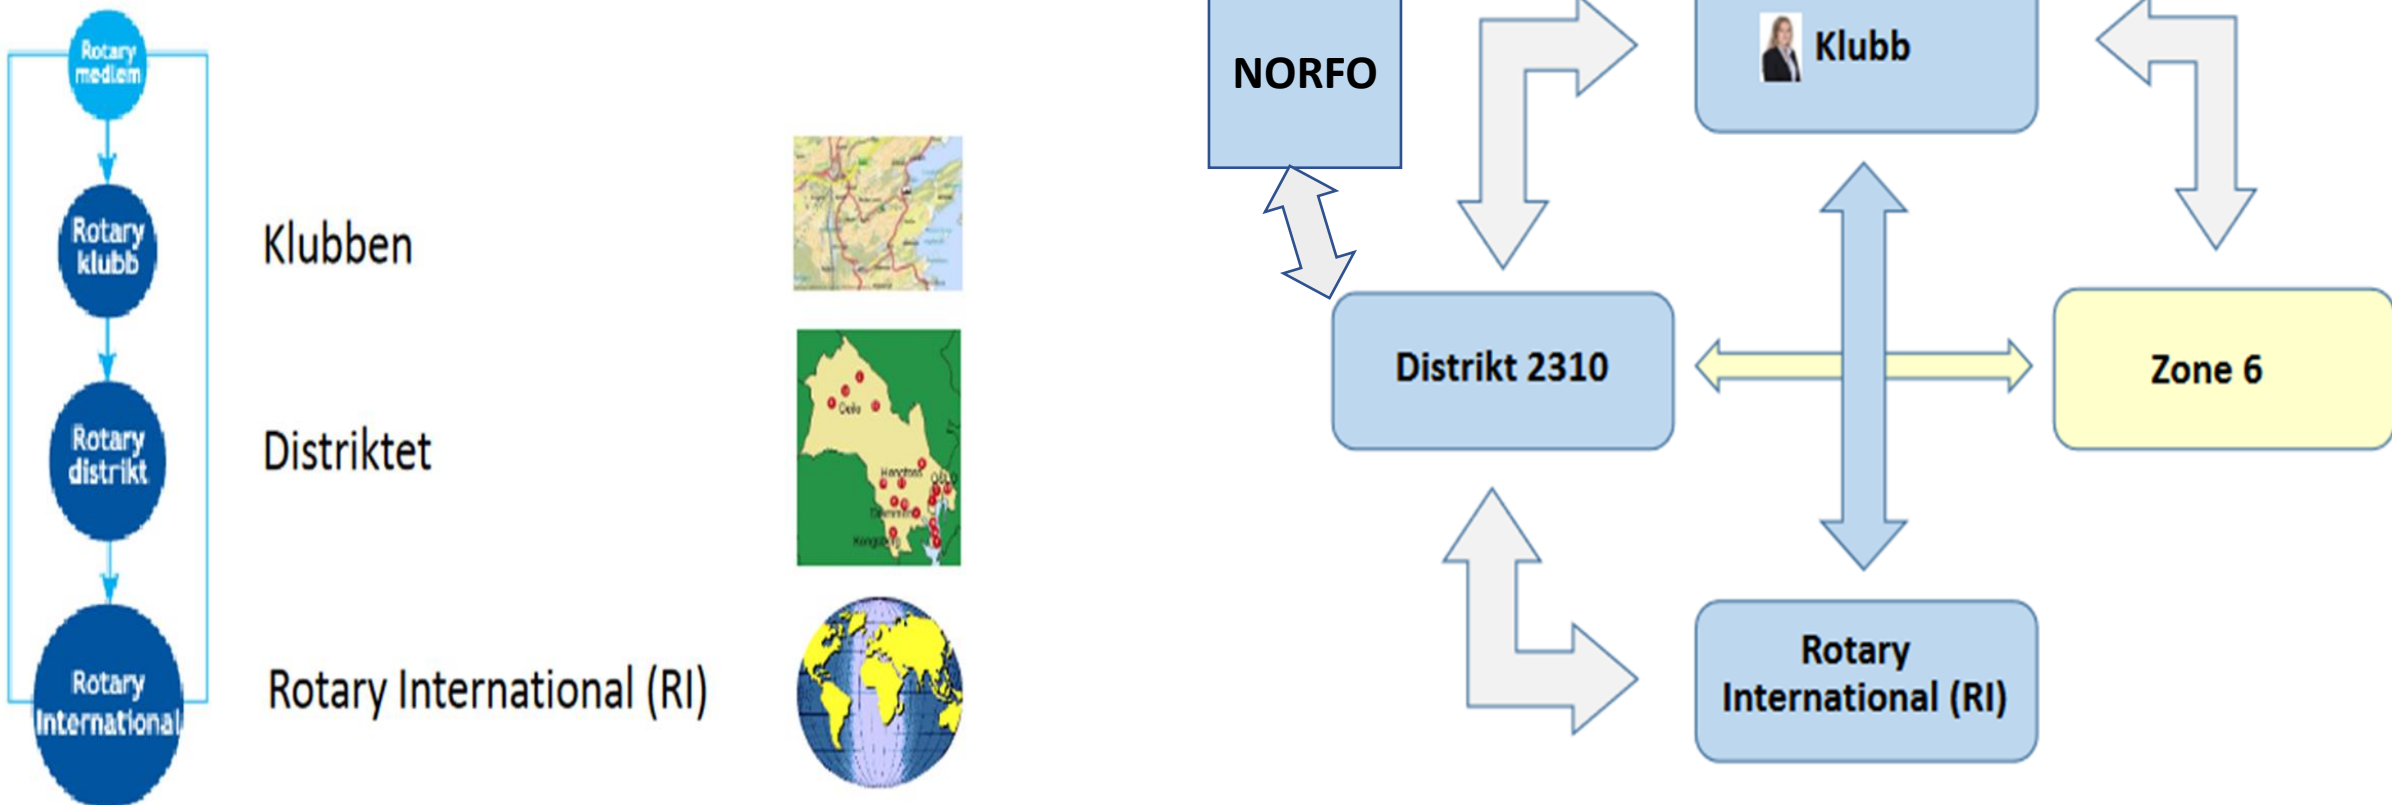 Rotary
medlem
Rotary
klubb
Rotary
distrikt
Rotary
International
Klubben
Distriktet
Rotary International (RI)
Oslo
NORFO
Klubb
Distrikt 2310
Zone 6
Rotary
International (RI)